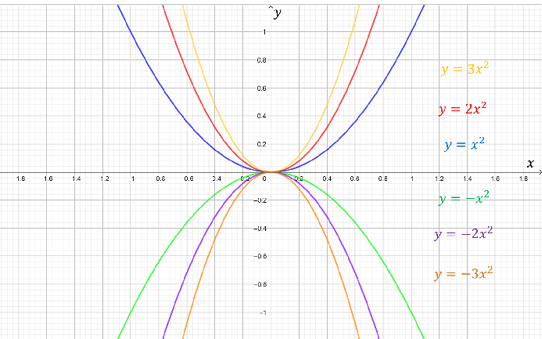 y
1
0.8
y = 3x²
0.6
0.4
y = 2x²
0.2
y = x²
x
1.8 1.6 1.4 1.2 1 0.8 0.6 0.4 0.2 0 0.2 0.4 0.6 0.8 1 1.2 1.4 1.6 1.8
−0.2
y = −x²
−0.4
y = −2x²
−0.6
y = −3x²
−0.8
−1